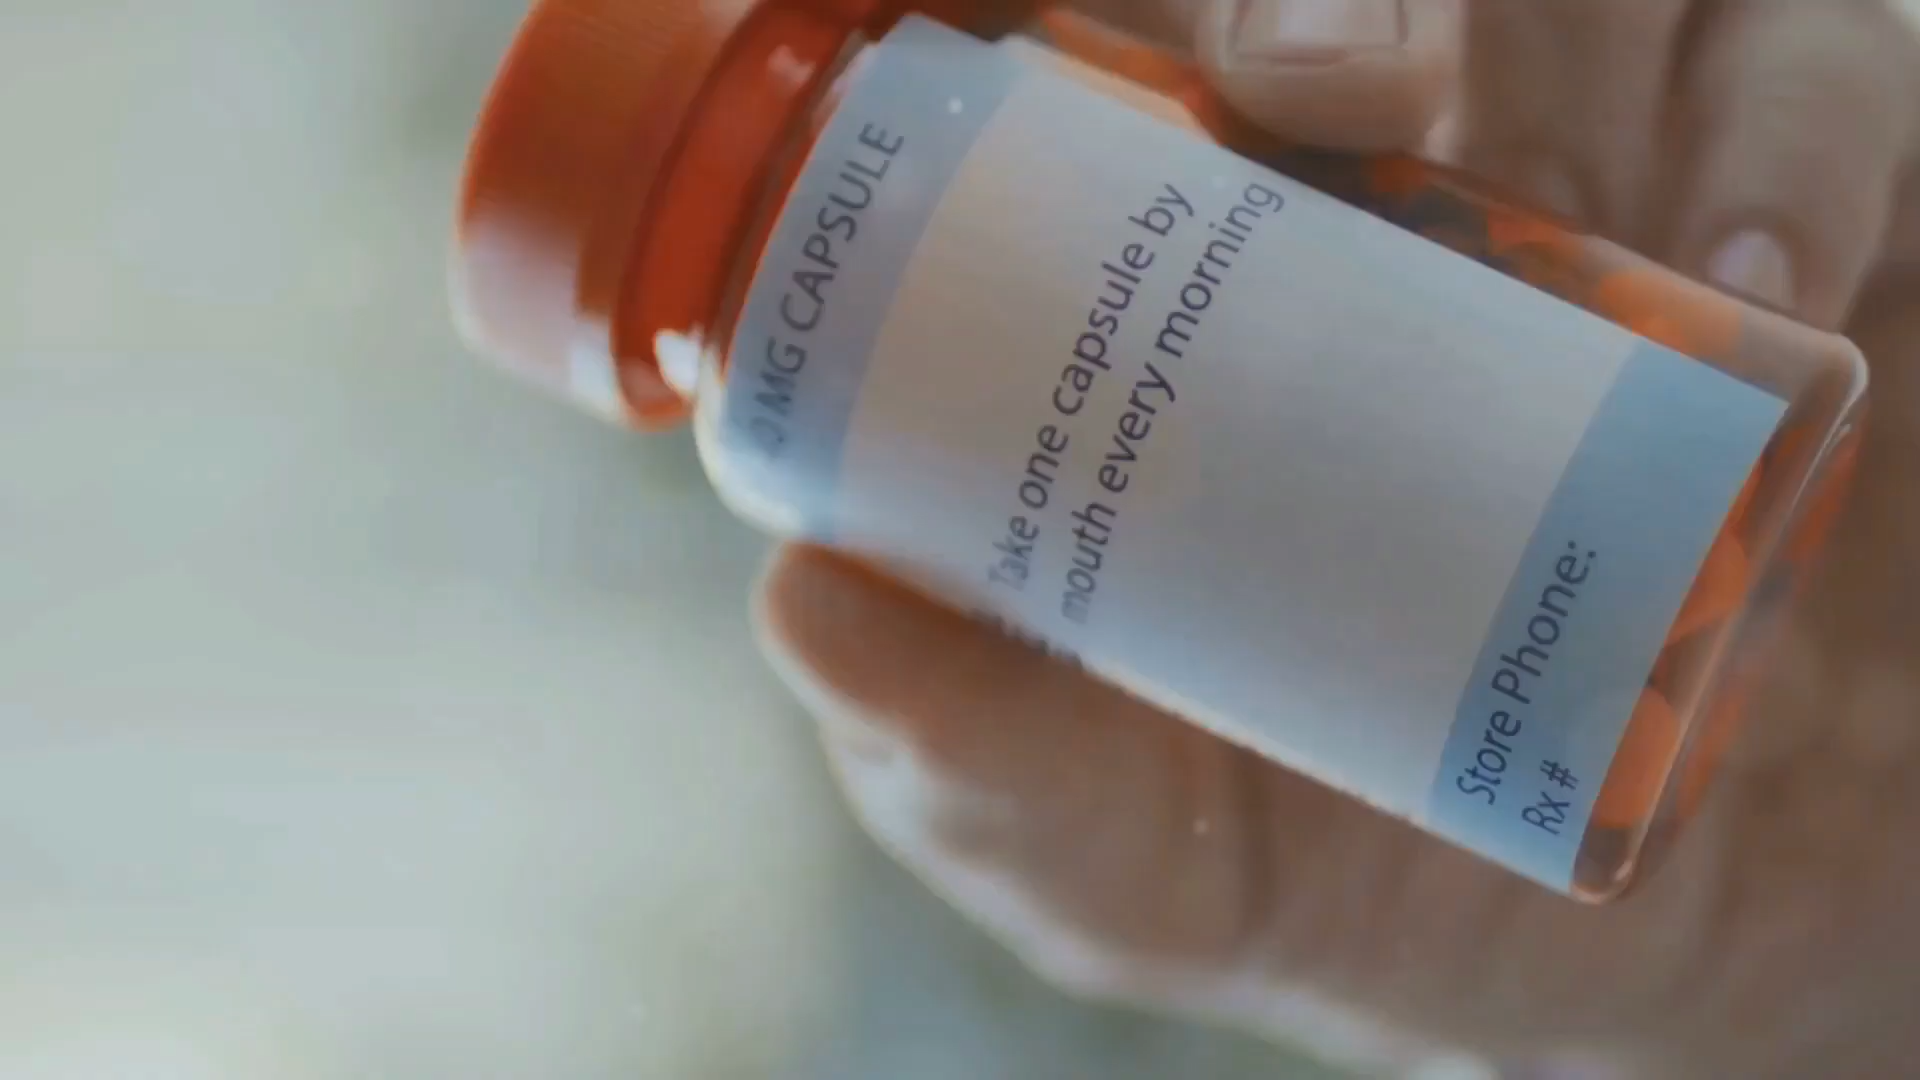 MG CAPSULE
Take one capsule by
mouth every morning
Store Phone:
Rx #